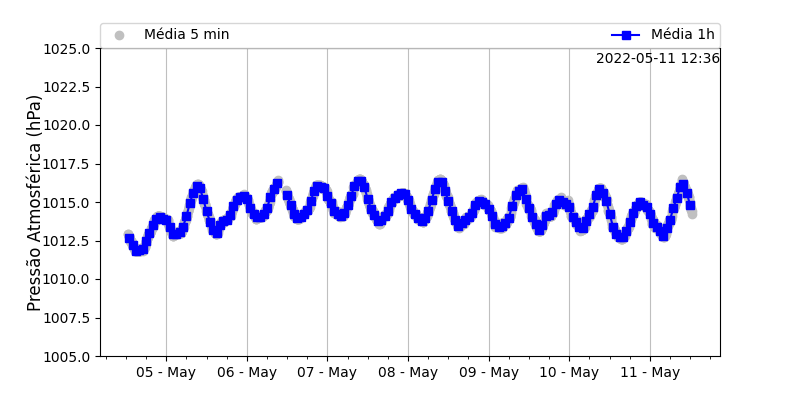 Média 5 min
Média 1h
2022-05-11 12:36
Pressão Atmosférica (hPa)
1025.0
1022.5
1020.0
1017.5
1015.0
1012.5
1010.0
1007.5
1005.0
05 - May
06 - May
07 - May
08 - May
09 - May
10 - May
11 - May